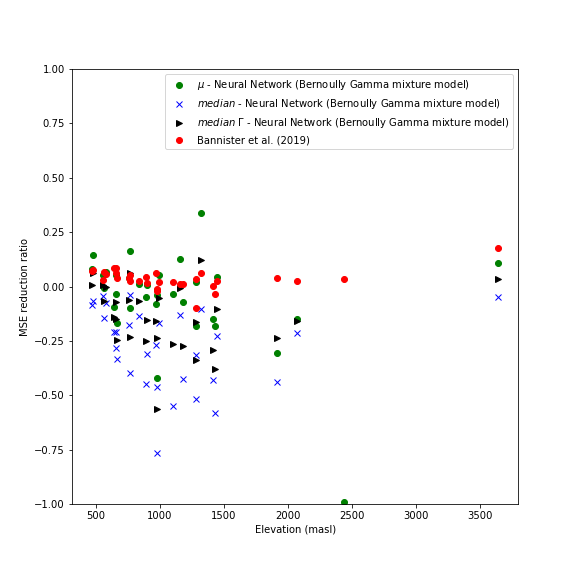 1.00
0.75
0.50
0.25
0.00
−0.25
−0.50
−0.75
−1.00
MSE reduction ratio
μ - Neural Network (Bernoully Gamma mixture model)
median - Neural Network (Bernoully Gamma mixture model)
median Γ - Neural Network (Bernoully Gamma mixture model)
Bannister et al. (2019)
500 1000 1500 2000 2500 3000 3500
Elevation (masl)